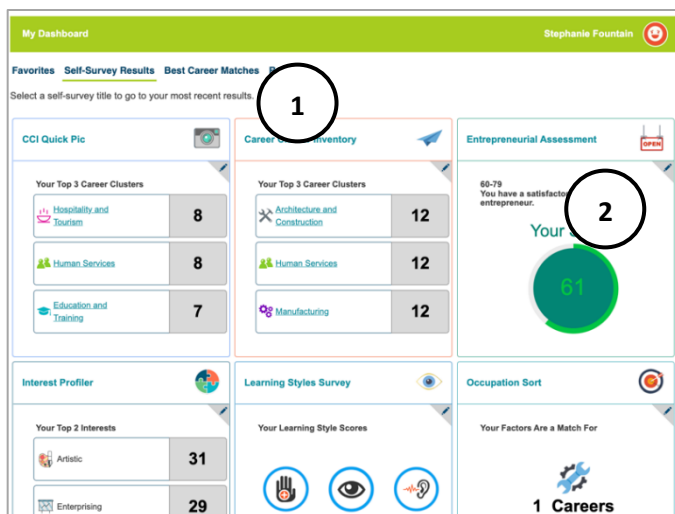 My Dashboard
Stephanie Fountain
Favorites Self-Survey Results Best Career Matches
Select a self-survey title to go to your most recent results.
1
CCI Quick Pic
Career Inventory
Entrepreneurial Assessment
OPEN
Your Top 3 Career Clusters
Hospitality and
Tourism
8
Human Services
8
Education and
Training
7
Your Top 3 Career Clusters
Architecture and
Construction
12
Human Services
12
Manufacturing
12
60-79
You have a
entrepreneur.
2
Your
61
Interest Profiler
Learning Styles Survey
Occupation Sort
Your Top 2 Interests
Artistic
31
Enterprising
29
Your Learning Style Scores
Your Factors Are a Match For
1 Careers